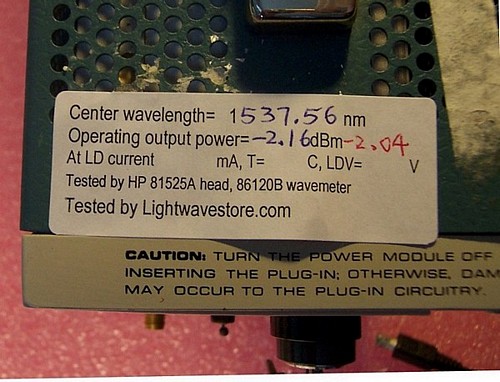 Center wavelength= 1537.56 nm
Operating output power=-2.16dBm-2.04
At LD current mA, T= C, LDV= V
Tested by HP 81525A head, 86120B wavemeter
Tested by Lightwavestore.com
CAUTION: TURN THE POWER MODULE OFF
INSERTING THE PLUG-IN; OTHERWISE, DAM
MAY OCCUR TO THE PLUG-IN CIRCUITRY.